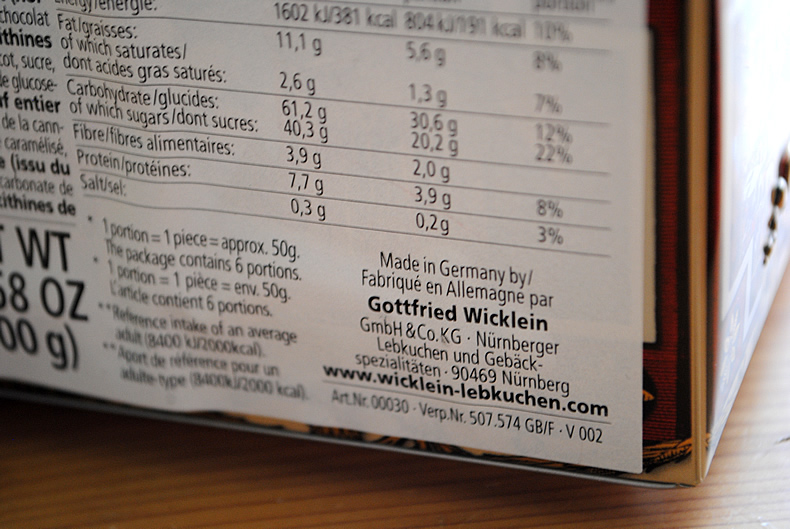 Energy/énergie: 1602 kJ/381 kcal 804 kJ/191 kcal 10%
chocolat Fat/graisses: 11,1 g 5,6 g 8%
ithines of which saturates/
cot, sucre, dont acides gras saturés: 2,6 g 1,3 g 7%
de glucose- Carbohydrate/glucides: 61,2 g 30,6 g 12%
uf entier of which sugars/dont sucres: 40,3 g 20,2 g 22%
de la cann- Fibre/fibres alimentaires: 3,9 g 2,0 g
caramélisé, Protein/protéines: 7,7 g 3,9 g 8%
e (issu du Salt/sel: 0,3 g 0,2g 3%
carbonate de
cithines de
T WT
58 OZ
00 g)
* 1 portion = 1 piece = approx. 50g.
The package contains 6 portions.
* 1 portion = 1 pièce = env. 50g.
L'article contient 6 portions.
**Reference intake of an average
adult (8400 kJ/2000kcal).
**Aport de référence pour un
adulte-type (8400kJ/2000 kcal).
Made in Germany by/
Fabriqué en Allemagne par
Gottfried Wicklein
GmbH & Co. KG · Nürnberger
Lebkuchen und Gebäck-
spezialitäten · 90469 Nürnberg
www.wicklein-lebkuchen.com
Art.Nr. 00030 · Verp.Nr. 507.574 GB/F · V 002